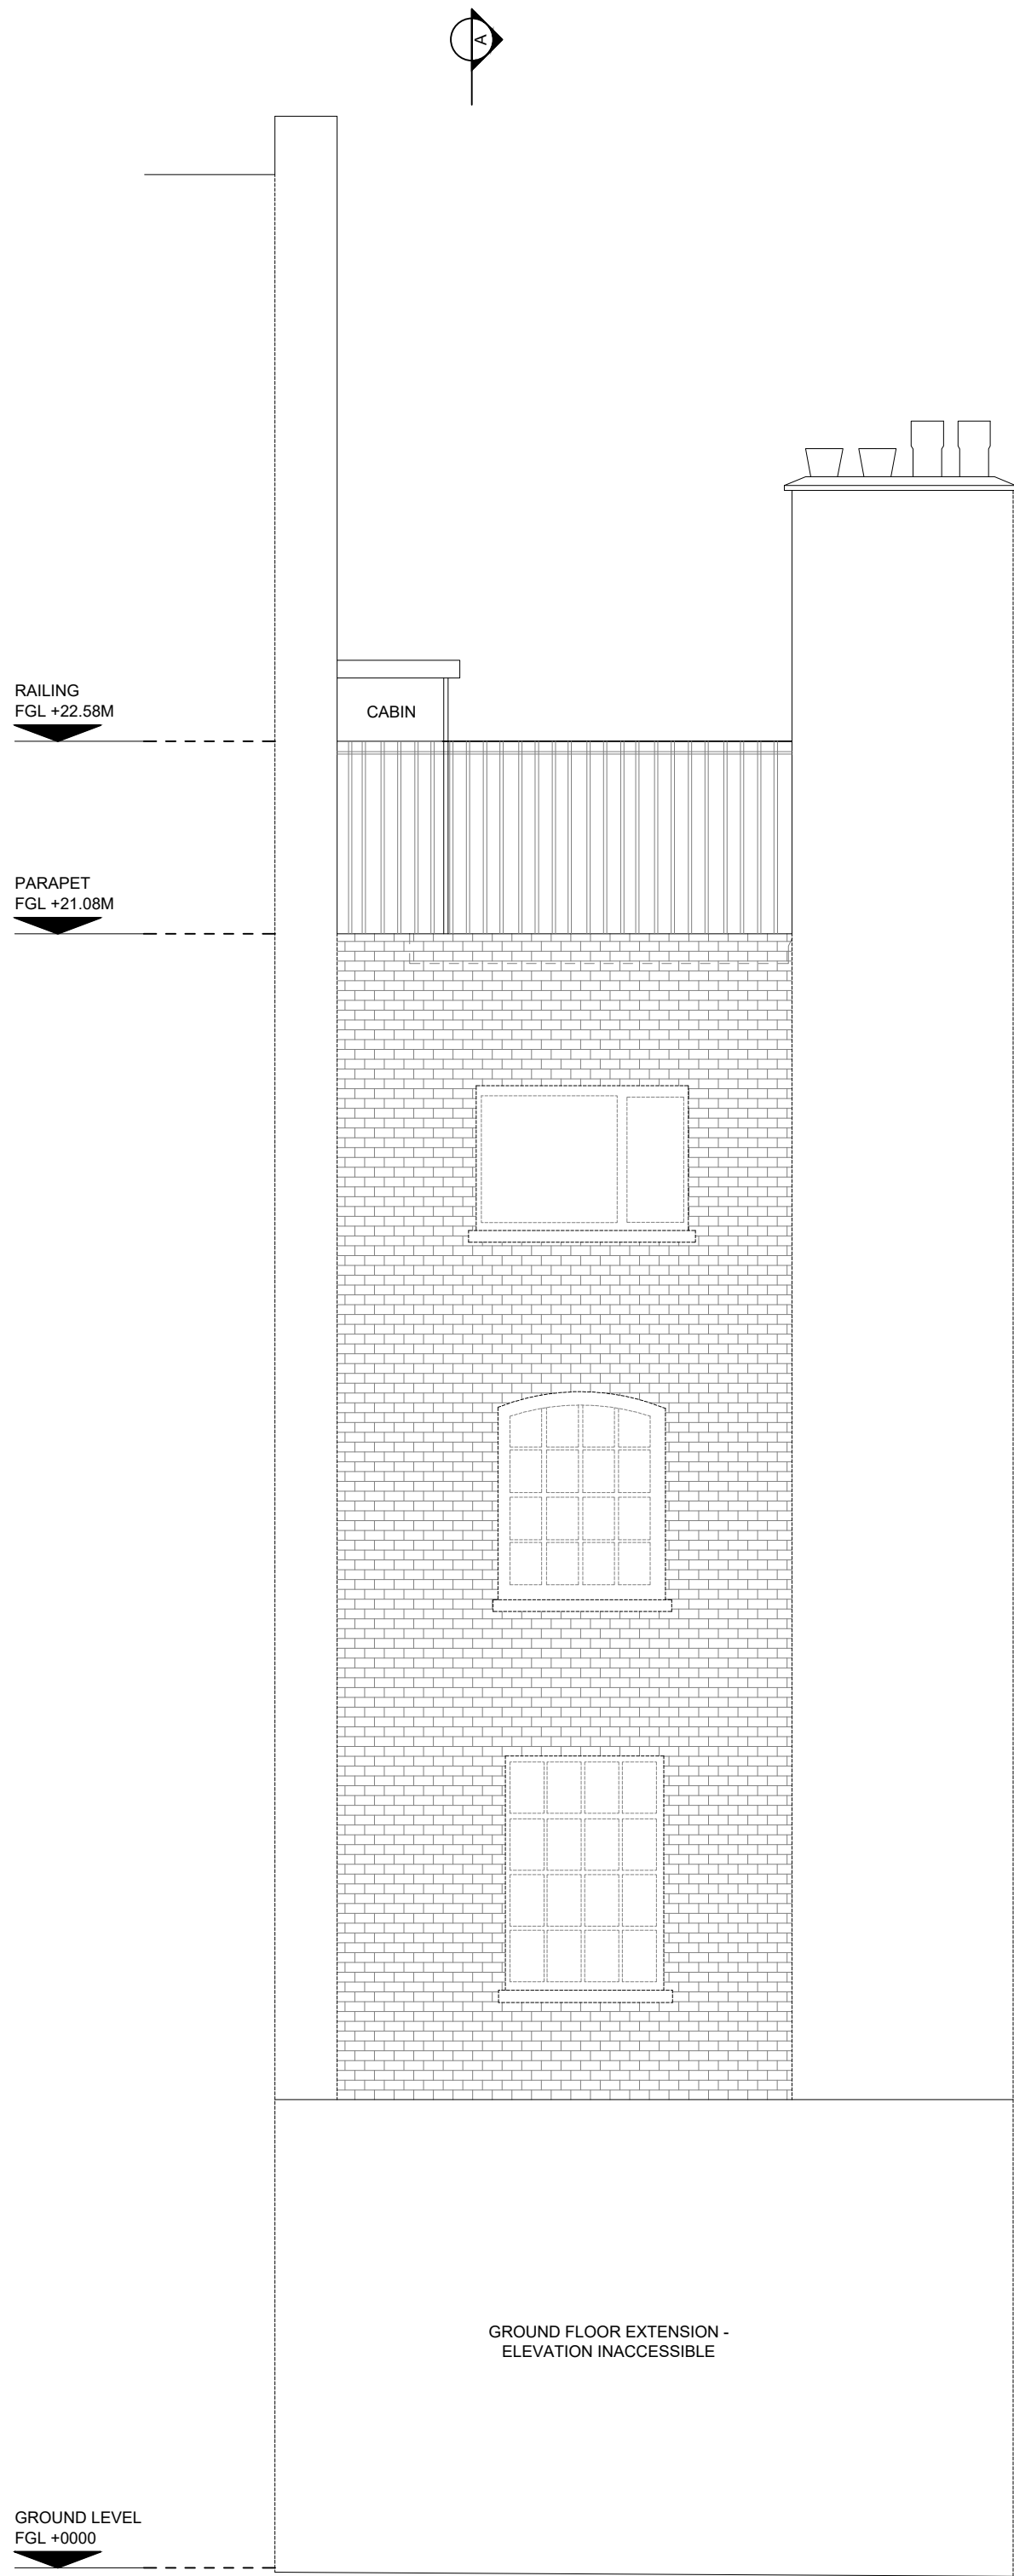 A
RAILING
FGL +22.58M
CABIN
PARAPET
FGL +21.08M
GROUND FLOOR EXTENSION -
ELEVATION INACCESSIBLE
GROUND LEVEL
FGL +0000